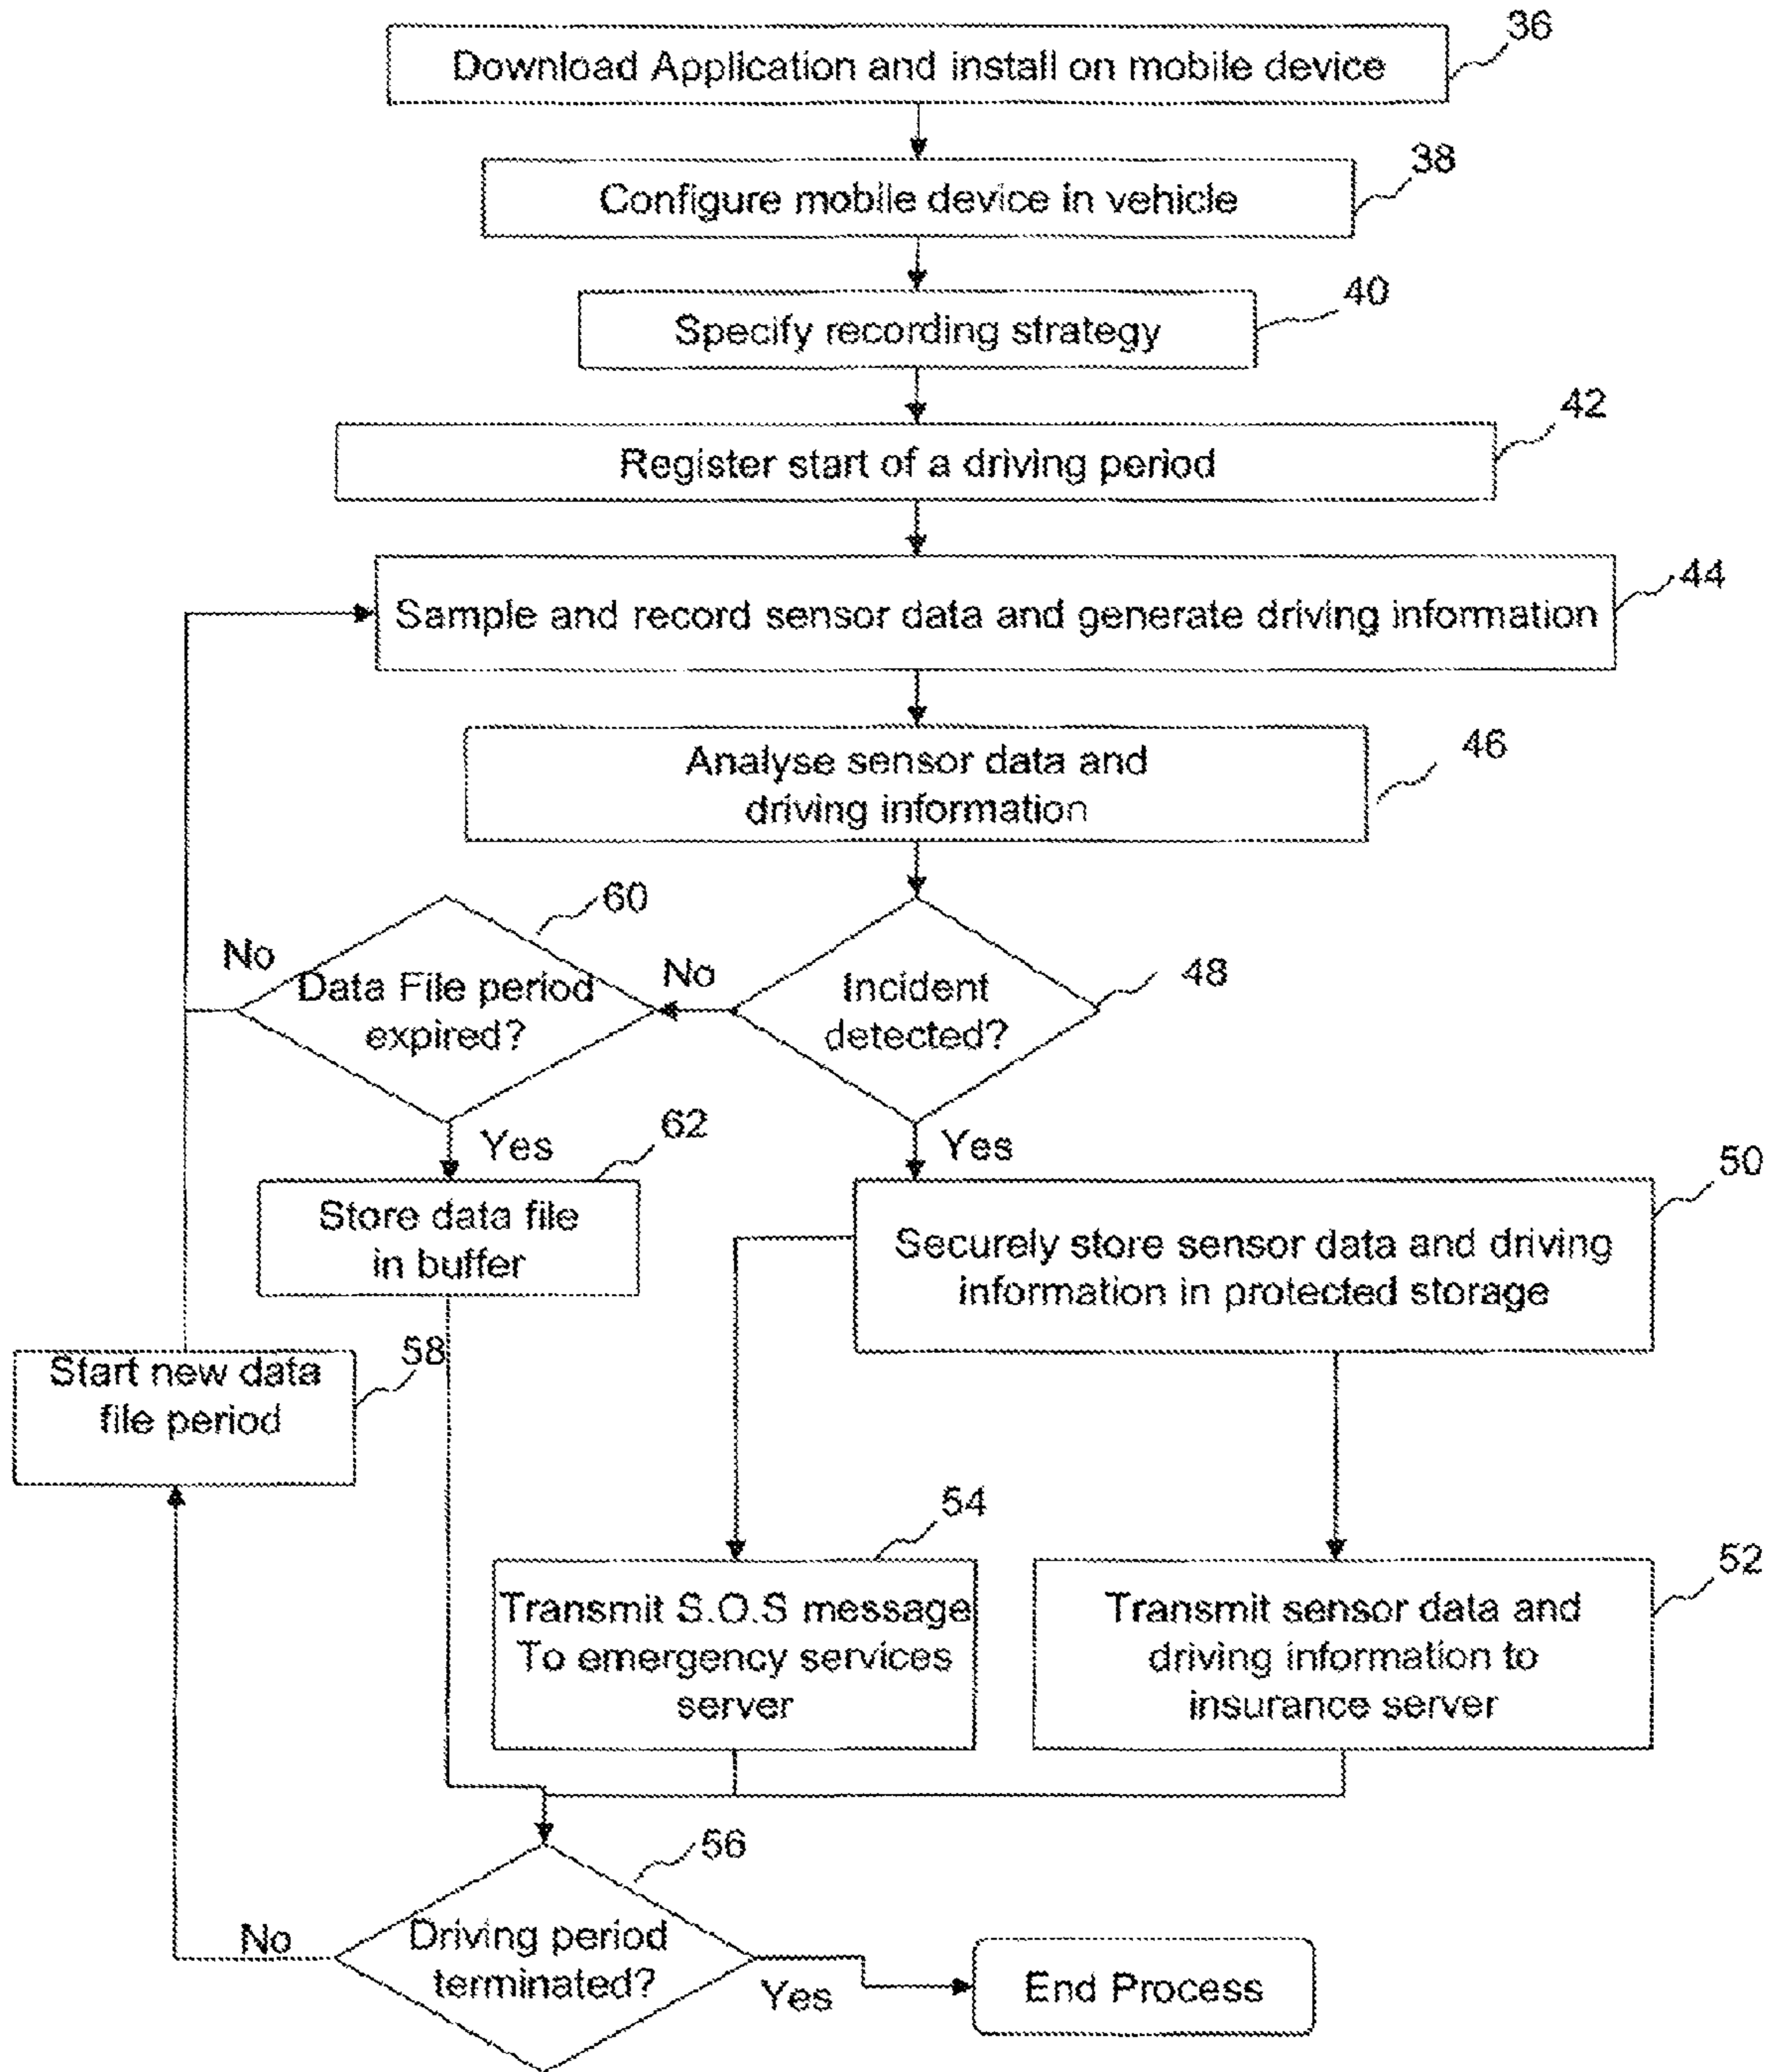 36
Download Application and install on mobile device
38
Configure mobile device in vehicle
40
Specify recording strategy
42
Register start of a driving period
44
Sample and record sensor data and generate driving information
46
Analyse sensor data and
driving information
60
No
Data File period
expired?
No
48
Incident
detected?
Yes
62
Yes
50
Store data file
in buffer
Securely store sensor data and driving
information in protected storage
58
Start new data
file period
54
52
Transmit S.O.S message
To emergency services
server
Transmit sensor data and
driving information to
insurance server
56
No
Driving period
terminated?
Yes
End Process